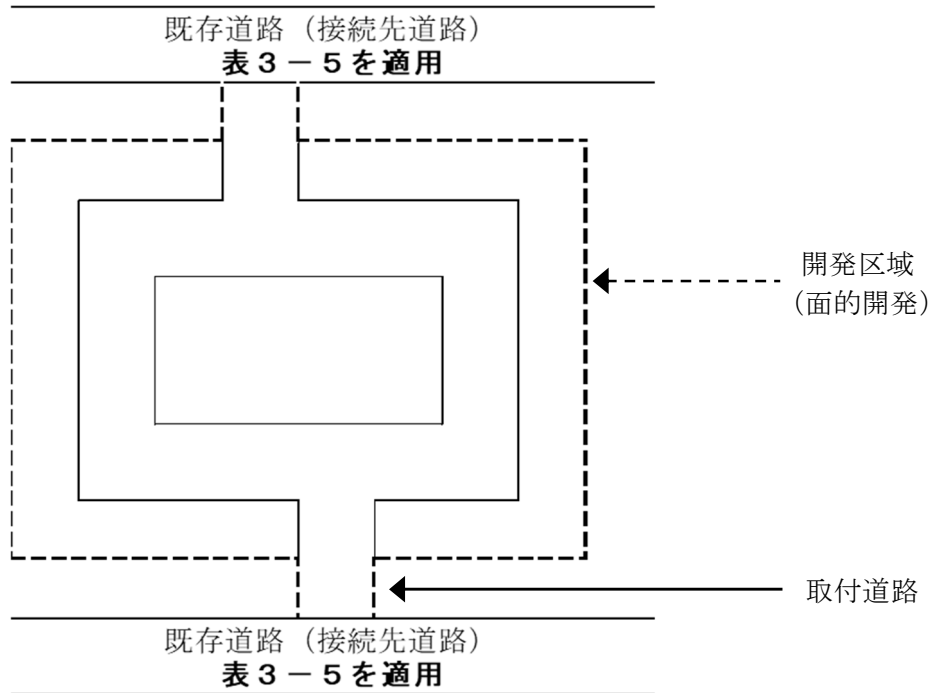 既存道路（接続先道路）
表３－５を適用
開発区域
（面的開発）
取付道路
既存道路（接続先道路）
表３－５を適用